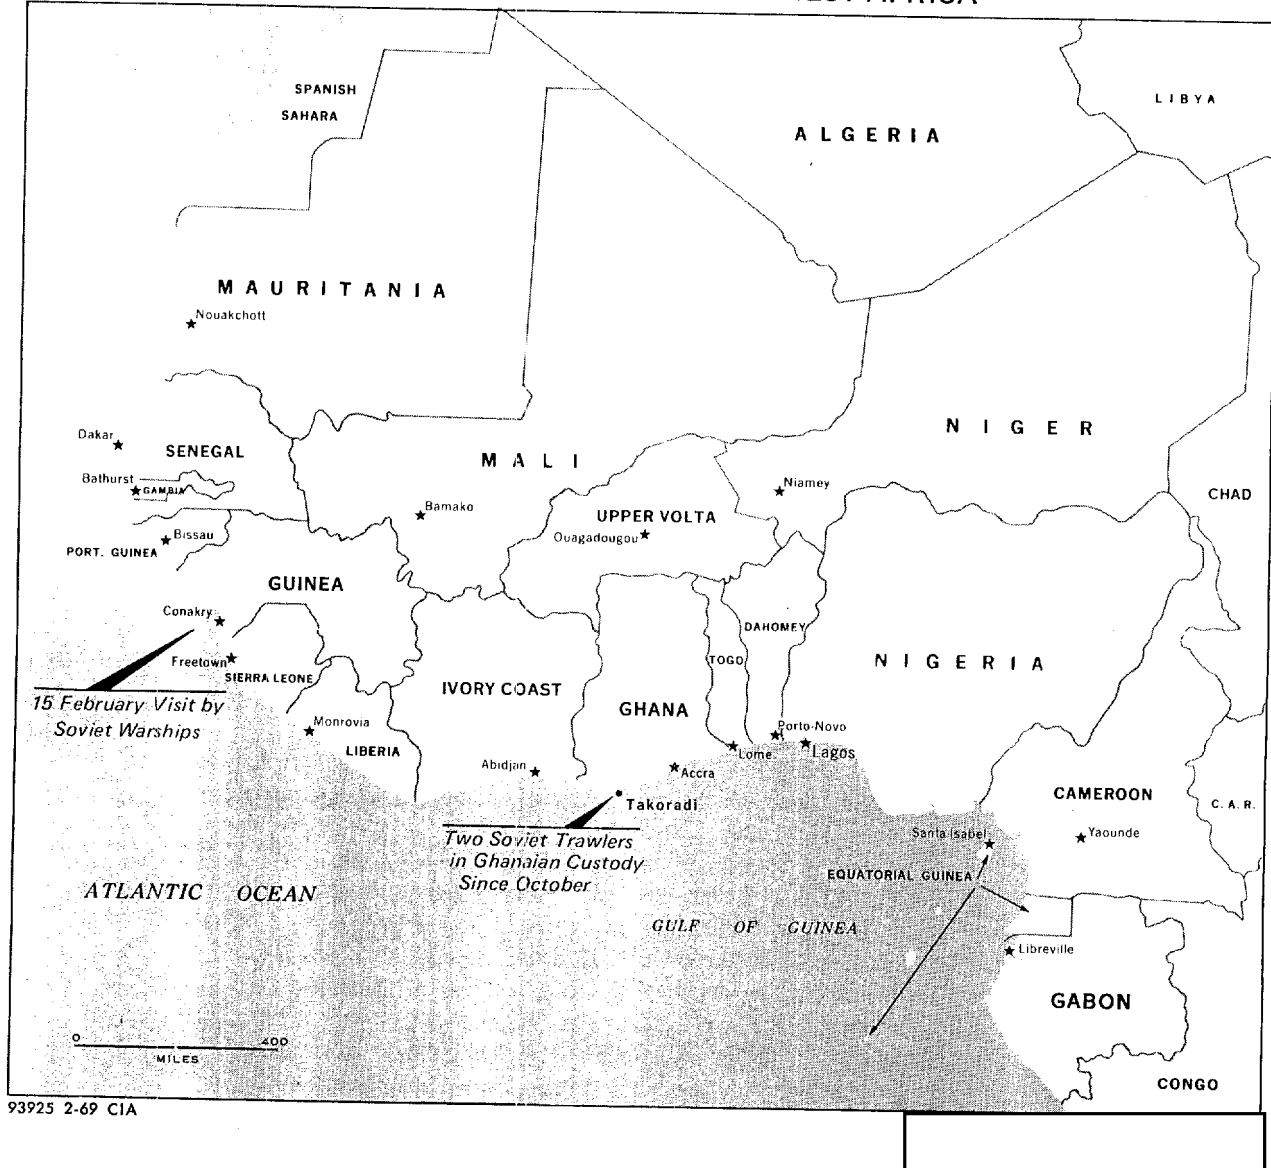 AFRICA
SPANISH
SAHARA
ALGERIA
LIBYA
MAURITANIA
Nouakchott
NIGER
Dakar
SENEGAL
MALI
Bathurst
GAMBIA
Niamey
CHAD
Bamako
UPPER VOLTA
Ouagadougou
Bissau
PORT. GUINEA
GUINEA
Conakry
DAHOMEY
Freetown
TOGO
NIGERIA
SIERRA LEONE
IVORY COAST
15 February Visit by
Soviet Warships
GHANA
Monrovia
LIBERIA
Porto-Novo
Lome
Lagos
Abidjan
Accra
Takoradi
CAMEROON
C. A. R.
Santa Isabel
Yaounde
Two Soviet Trawlers
in Ghanaian Custody
Since October
EQUATORIAL GUINEA
ATLANTIC OCEAN
GULF OF GUINEA
Libreville
GABON
0 400
MILES
CONGO
93925 2-69 CIA